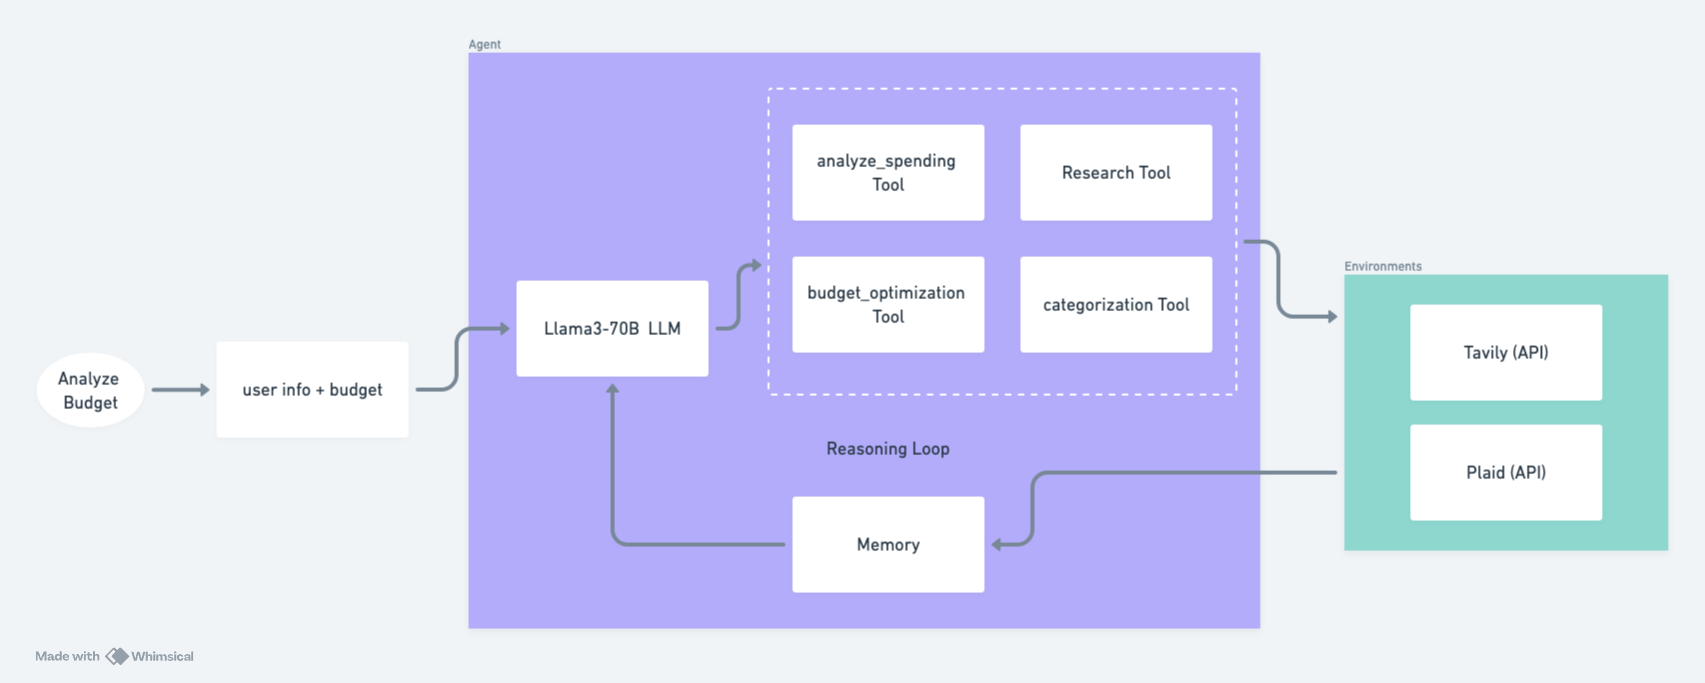 Agent
analyze_spending
Tool
Research Tool
budget_optimization
Tool
categorization Tool
Environments
Llama3-70B LLM
Tavily (API)
Analyze
Budget
user info + budget
Reasoning Loop
Plaid (API)
Memory
Made with Whimsical